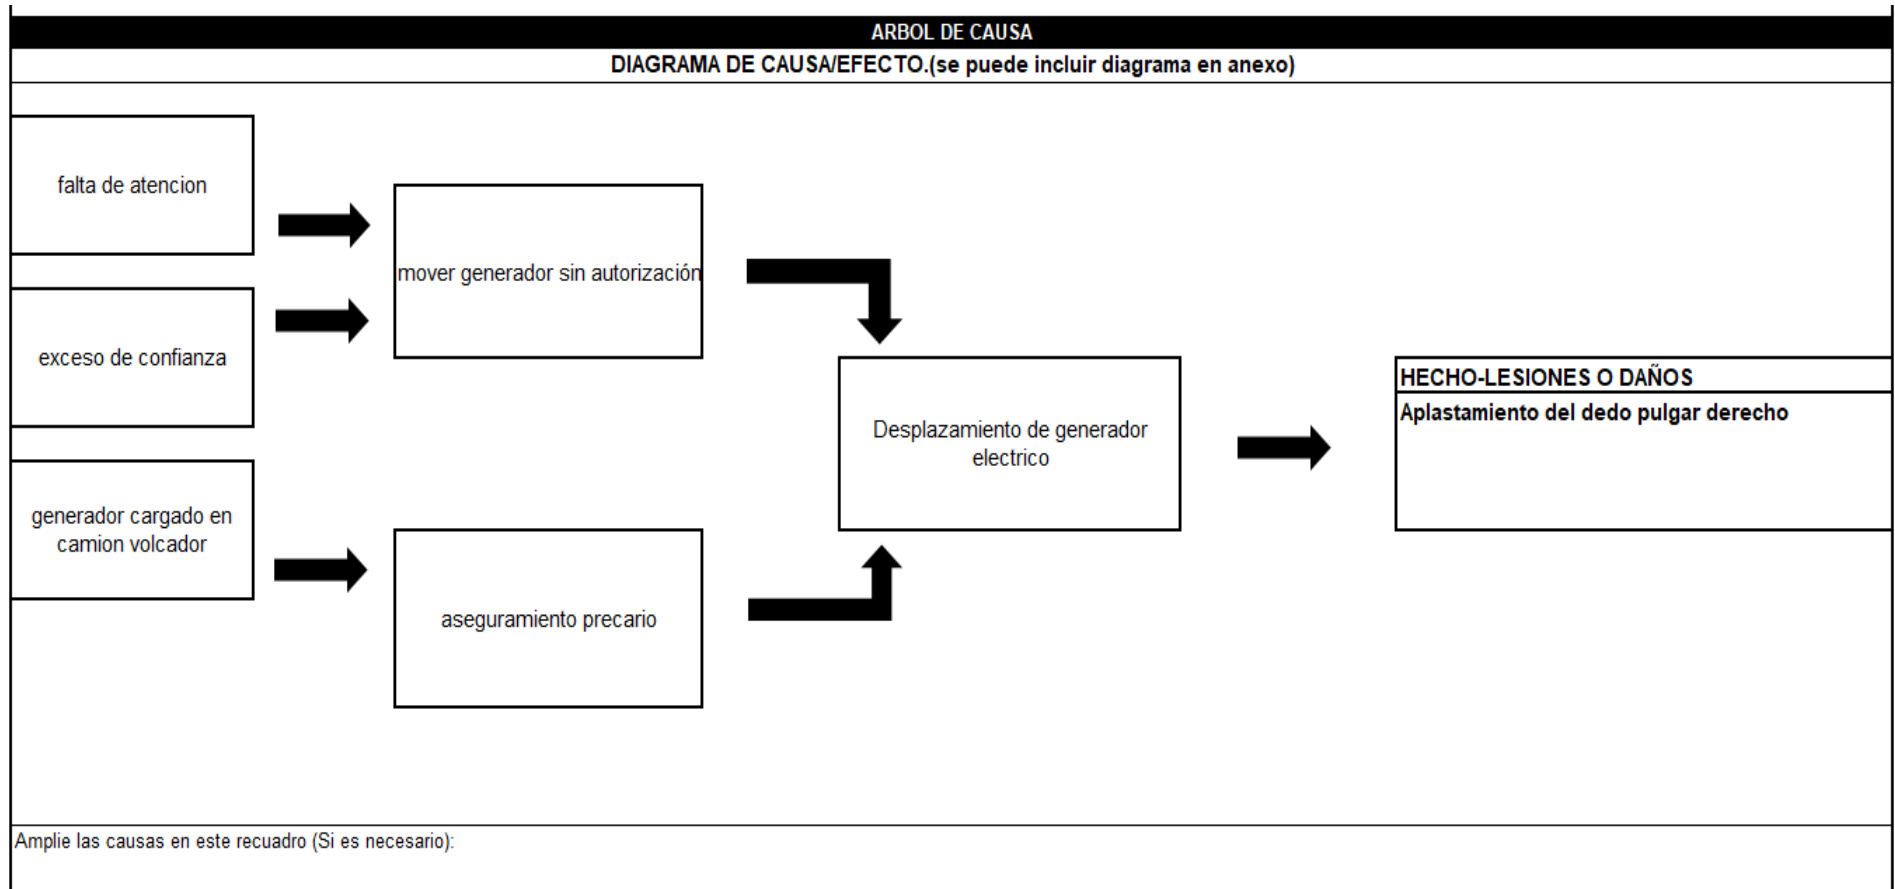 ARBOL DE CAUSA
DIAGRAMA DE CAUSA/EFECTO.(se puede incluir diagrama en anexo)
falta de atencion
mover generador sin autorización
exceso de confianza
HECHO-LESIONES O DAÑOS
Aplastamiento del dedo pulgar derecho
Desplazamiento de generador
electrico
generador cargado en
camion volcador
aseguramiento precario
Amplie las causas en este recuadro (Si es necesario):